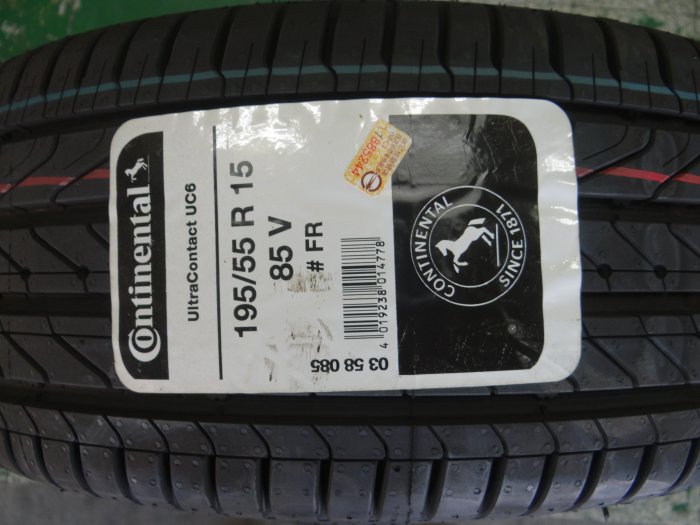 Continental
UltraContact UC6
195/55 R 15
85 V
# FR
4 019238 014778
03 58 085
CONTINENTAL
SINCE 1871